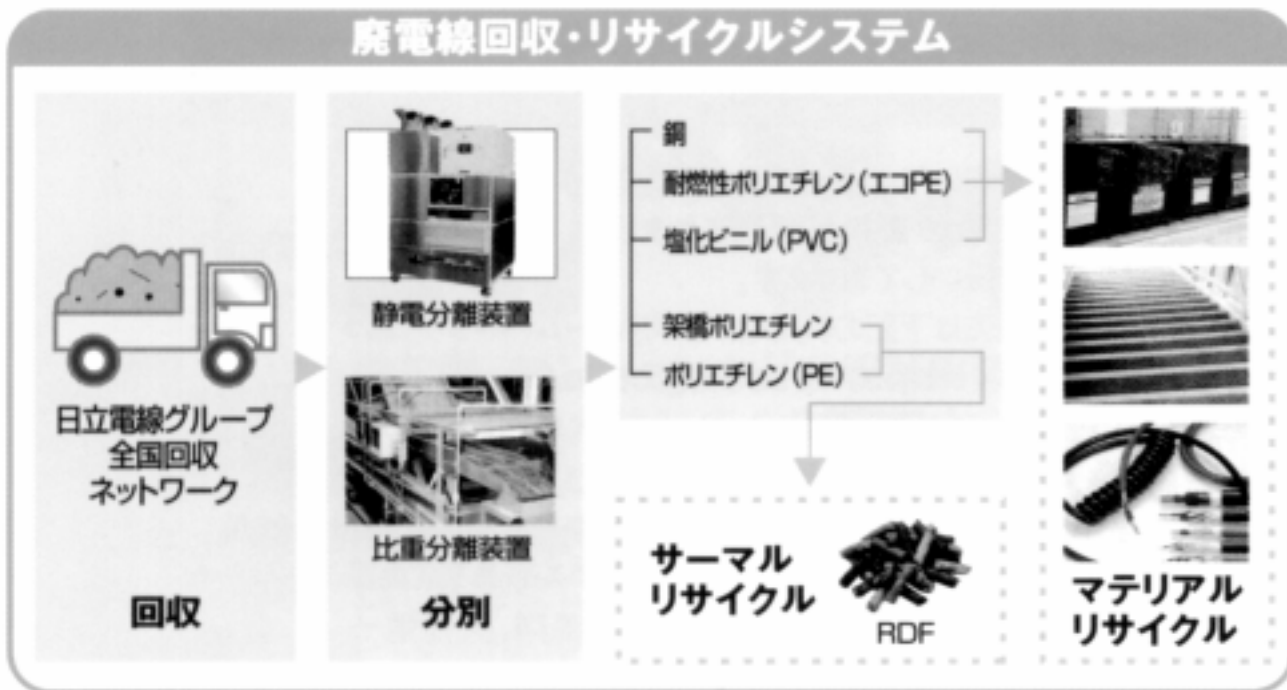 廃電線回収・リサイクルシステム
日立電線グループ
全国回収
ネットワーク
回収
静電分離装置
比重分離装置
分別
銅
耐燃性ポリエチレン（エコPE）
塩化ビニル（PVC）
架橋ポリエチレン
ポリエチレン（PE）
サーマル
リサイクル
RDF
マテリアル
リサイクル